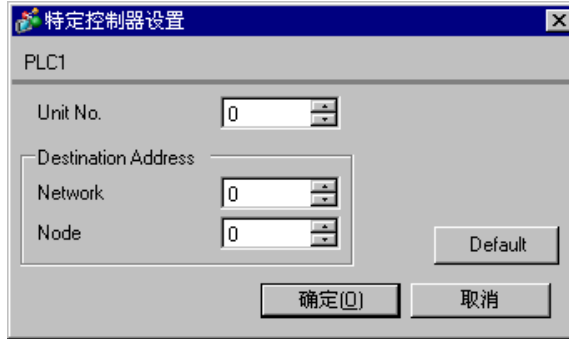 特定控制器设置
PLC1
Unit No. 0
Destination Address
Network 0
Node 0
Default
确定(O) 取消